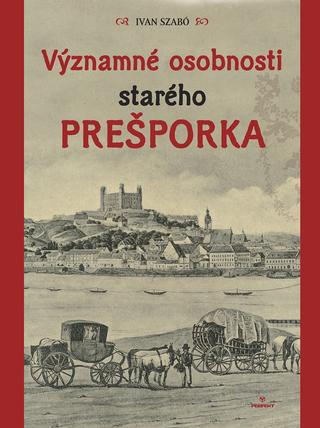 IVAN SZABÓ
Významné osobnosti
starého
PREŠPORKA
PERFEKT